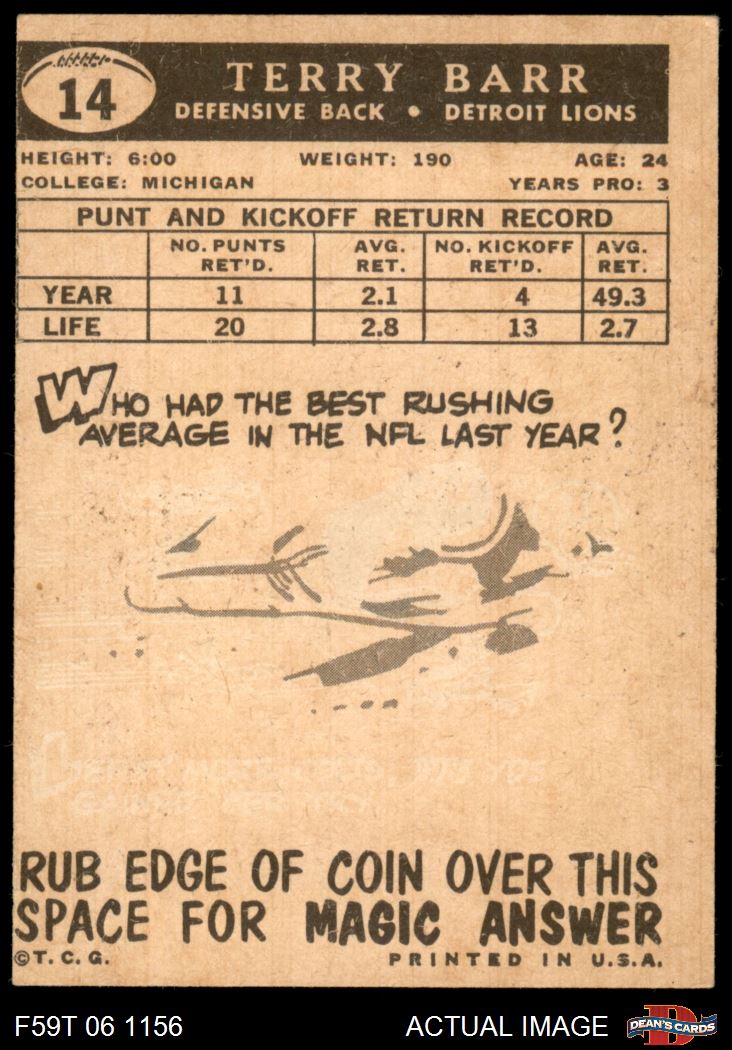 14
TERRY BARR
DEFENSIVE BACK • DETROIT LIONS
HEIGHT: 6:00 WEIGHT: 190 AGE: 24
COLLEGE: MICHIGAN YEARS PRO: 3
PUNT AND KICKOFF RETURN RECORD
NO. PUNTS RET'D. AVG. RET. NO. KICKOFF RET'D. AVG. RET.
YEAR 11 2.1 4 49.3
LIFE 20 2.8 13 2.7
WHO HAD THE BEST RUSHING
AVERAGE IN THE NFL LAST YEAR?
YDS
RUB EDGE OF COIN OVER THIS
SPACE FOR MAGIC ANSWER
©T.C.G. PRINTED IN U.S.A.
F59T 06 1156 ACTUAL IMAGE DEAN'S CARDS